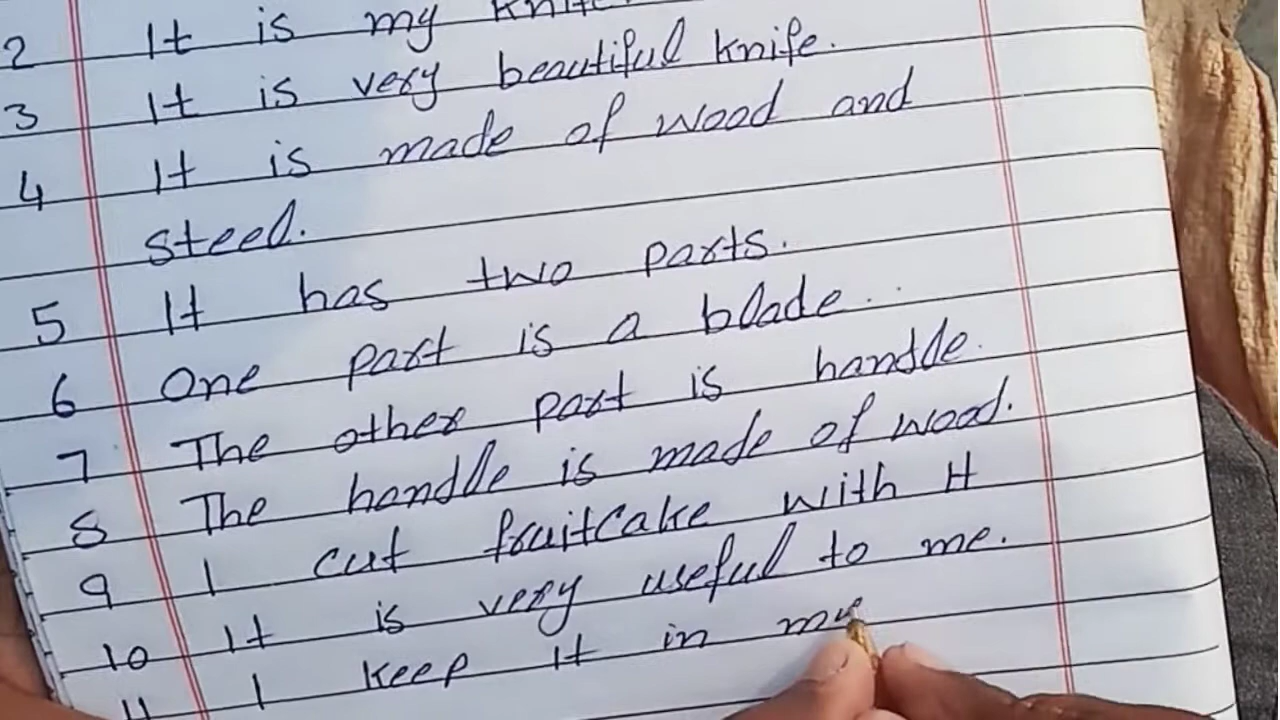 2 It is my knife.
3 It is very beautiful knife.
4 It is made of wood and
steel.
5 It has two parts.
6 One part is a blade.
7 The other part is handle.
8 The handle is made of wood.
9 I cut fruitcake with it
10 It is very useful to me.
11 I keep it in my